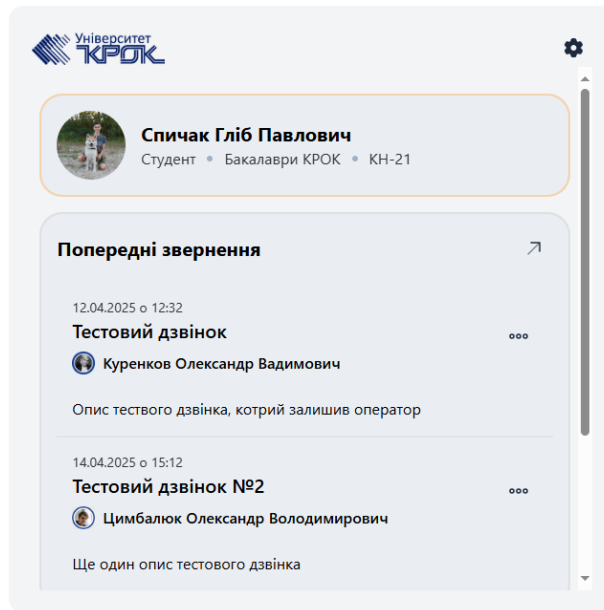 Університет
КРОК
Спичак Гліб Павлович
Студент • Бакалаври КРОК • КН-21
Попередні звернення
12.04.2025 о 12:32
Тестовий дзвінок
Куренков Олександр Вадимович
Опис тествого дзвінка, котрий залишив оператор
14.04.2025 о 15:12
Тестовий дзвінок №2
Цимбалюк Олександр Володимирович
Ще один опис тестового дзвінка